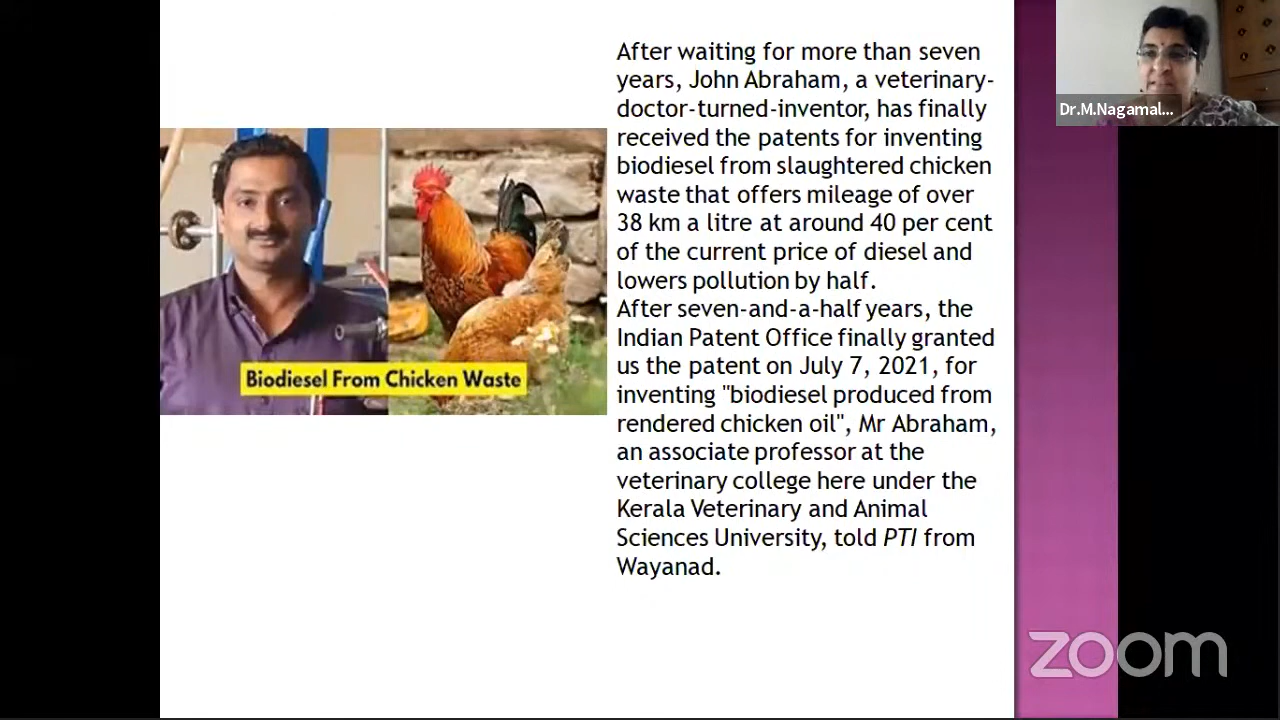 After waiting for more than seven
years, John Abraham, a veterinary-
doctor-turned-inventor, has finally
received the patents for inventing
biodiesel from slaughtered chicken
waste that offers mileage of over
38 km a litre at around 40 per cent
of the current price of diesel and
lowers pollution by half.
After seven-and-a-half years, the
Indian Patent Office finally granted
us the patent on July 7, 2021, for
inventing "biodiesel produced from
rendered chicken oil", Mr Abraham,
an associate professor at the
veterinary college here under the
Kerala Veterinary and Animal
Sciences University, told PTI from
Wayanad.
Biodiesel From Chicken Waste
Dr.M.Nagamal...
zoom